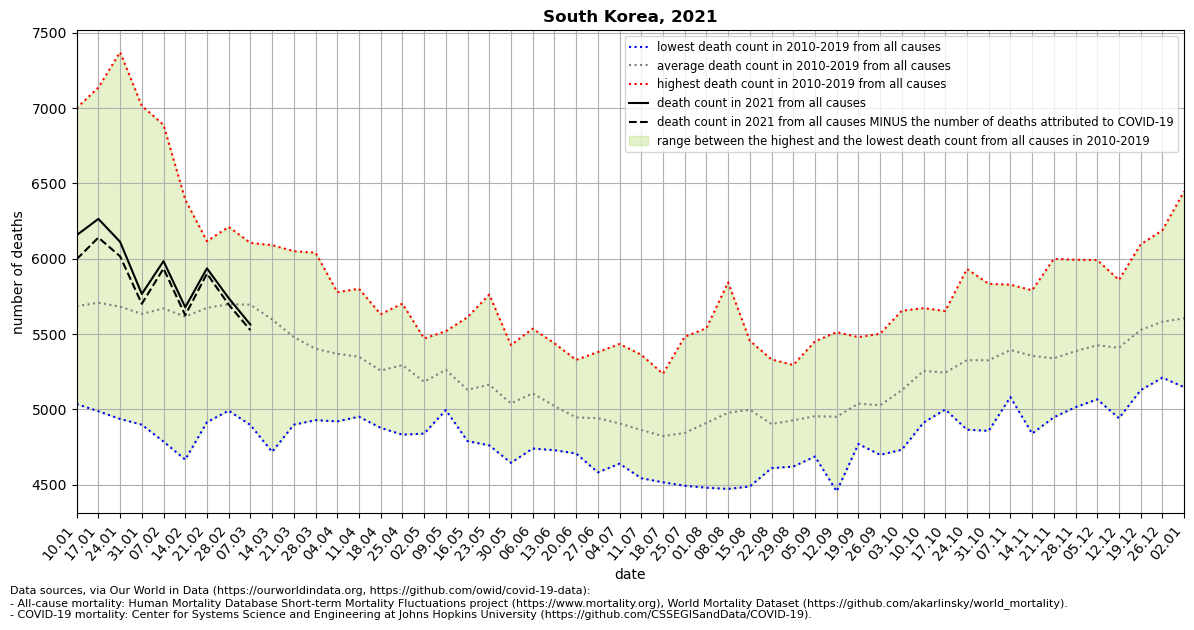 South Korea, 2021
7500
7000
6500
6000
5500
5000
4500
number of deaths
lowest death count in 2010-2019 from all causes
average death count in 2010-2019 from all causes
highest death count in 2010-2019 from all causes
death count in 2021 from all causes
death count in 2021 from all causes MINUS the number of deaths attributed to COVID-19
range between the highest and the lowest death count from all causes in 2010-2019
10.01 17.01 24.01 31.01 07.02 14.02 21.02 28.02 07.03 14.03 21.03 28.03 04.04 11.04 18.04 25.04 02.05 09.05 16.05 23.05 30.05 06.06 13.06 20.06 27.06 04.07 11.07 18.07 25.07 01.08 08.08 15.08 22.08 29.08 05.09 12.09 19.09 26.09 03.10 10.10 17.10 24.10 31.10 07.11 14.11 21.11 28.11 05.12 12.12 19.12 26.12 02.01
date
Data sources, via Our World in Data (https://ourworldindata.org, https://github.com/owid/covid-19-data):
- All-cause mortality: Human Mortality Database Short-term Mortality Fluctuations project (https://www.mortality.org), World Mortality Dataset (https://github.com/akarlinsky/world_mortality).
- COVID-19 mortality: Center for Systems Science and Engineering at Johns Hopkins University (https://github.com/CSSEGISandData/COVID-19).